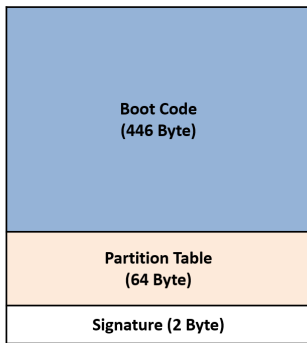 Boot Code
(446 Byte)
Partition Table
(64 Byte)
Signature (2 Byte)